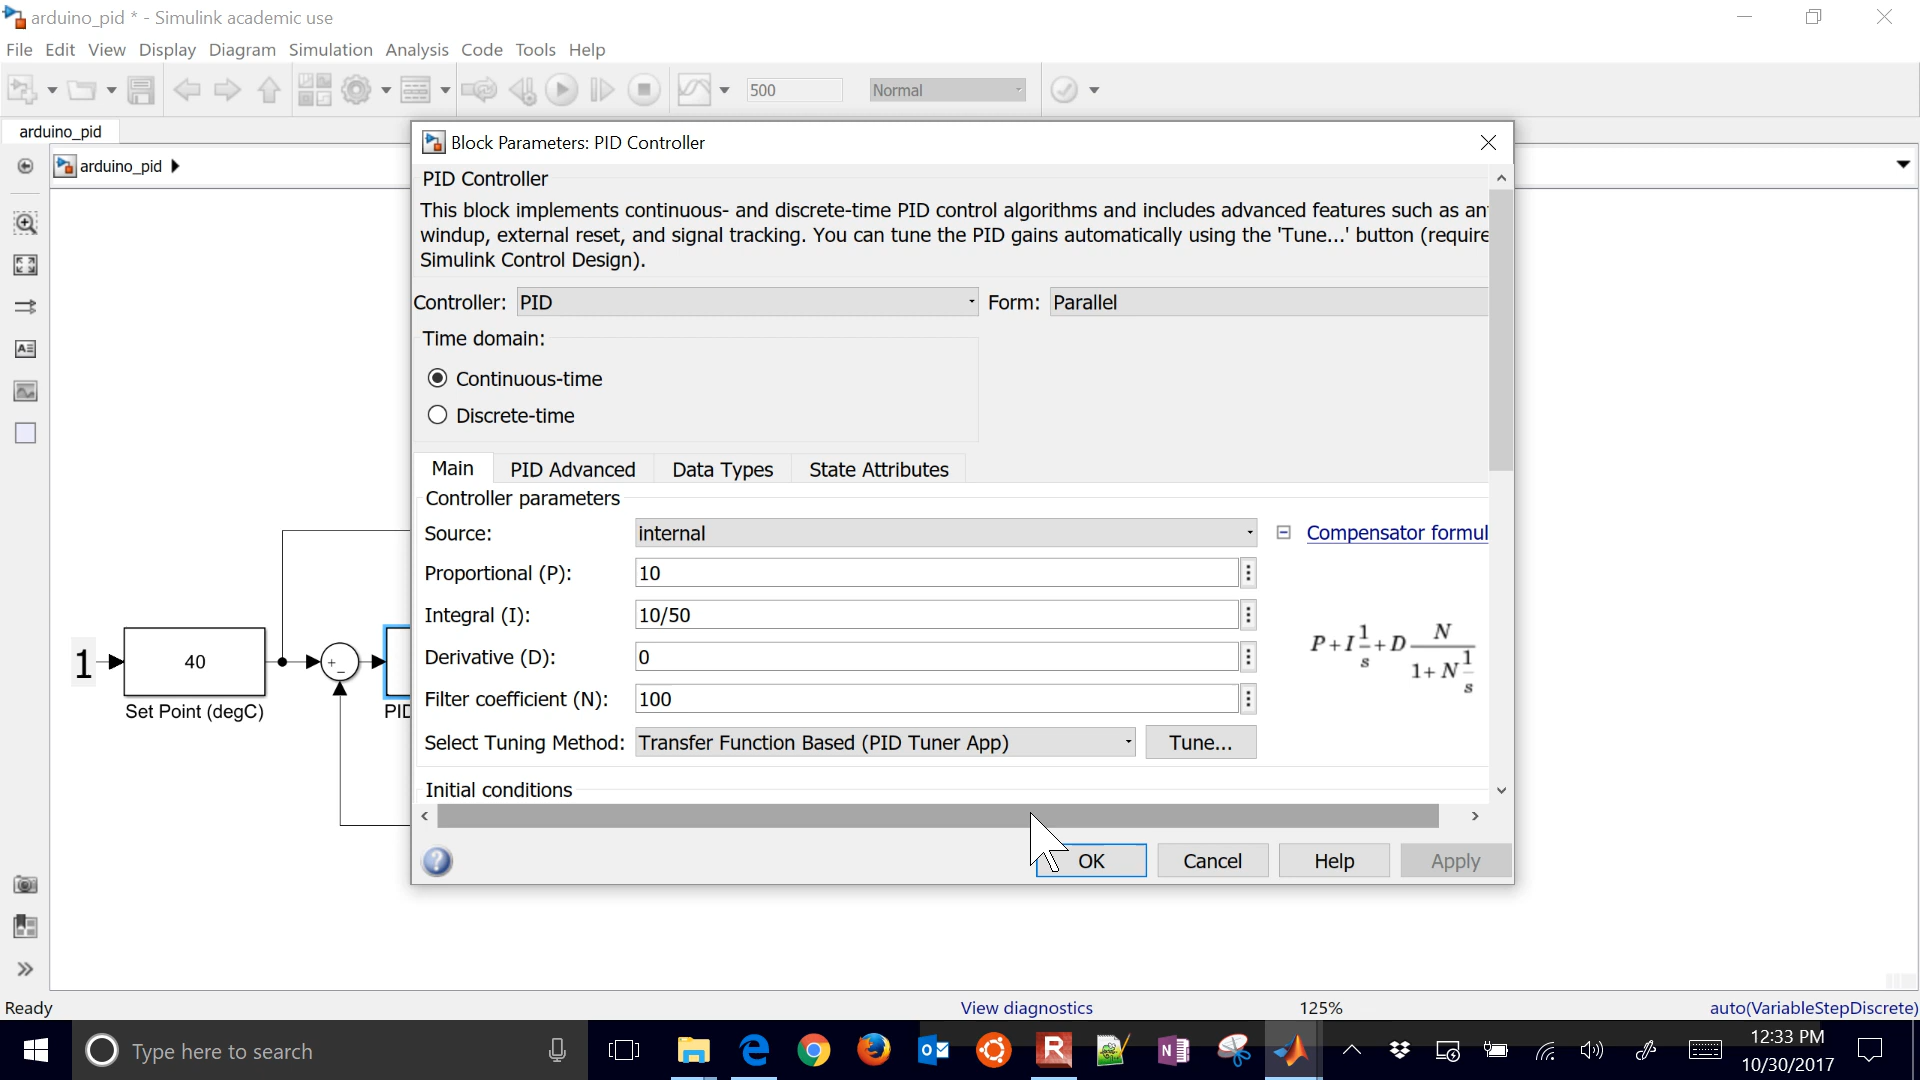 arduino_pid * - Simulink academic use
File Edit View Display Diagram Simulation Analysis Code Tools Help
500 Normal
arduino_pid
arduino_pid
Block Parameters: PID Controller
PID Controller
This block implements continuous- and discrete-time PID control algorithms and includes advanced features such as an
windup, external reset, and signal tracking. You can tune the PID gains automatically using the 'Tune...' button (require
Simulink Control Design).
Controller: PID Form: Parallel
Time domain:
Continuous-time
Discrete-time
Main PID Advanced Data Types State Attributes
Controller parameters
Source: internal Compensator formul
Proportional (P): 10
Integral (I): 10/50
Derivative (D): 0
Filter coefficient (N): 100
P+I 1/s +D N/(1+N 1/s)
Select Tuning Method: Transfer Function Based (PID Tuner App) Tune...
Initial conditions
OK Cancel Help Apply
1 40 + −
Set Point (degC) PID
Ready View diagnostics 125% auto(VariableStepDiscrete)
Type here to search
12:33 PM
10/30/2017